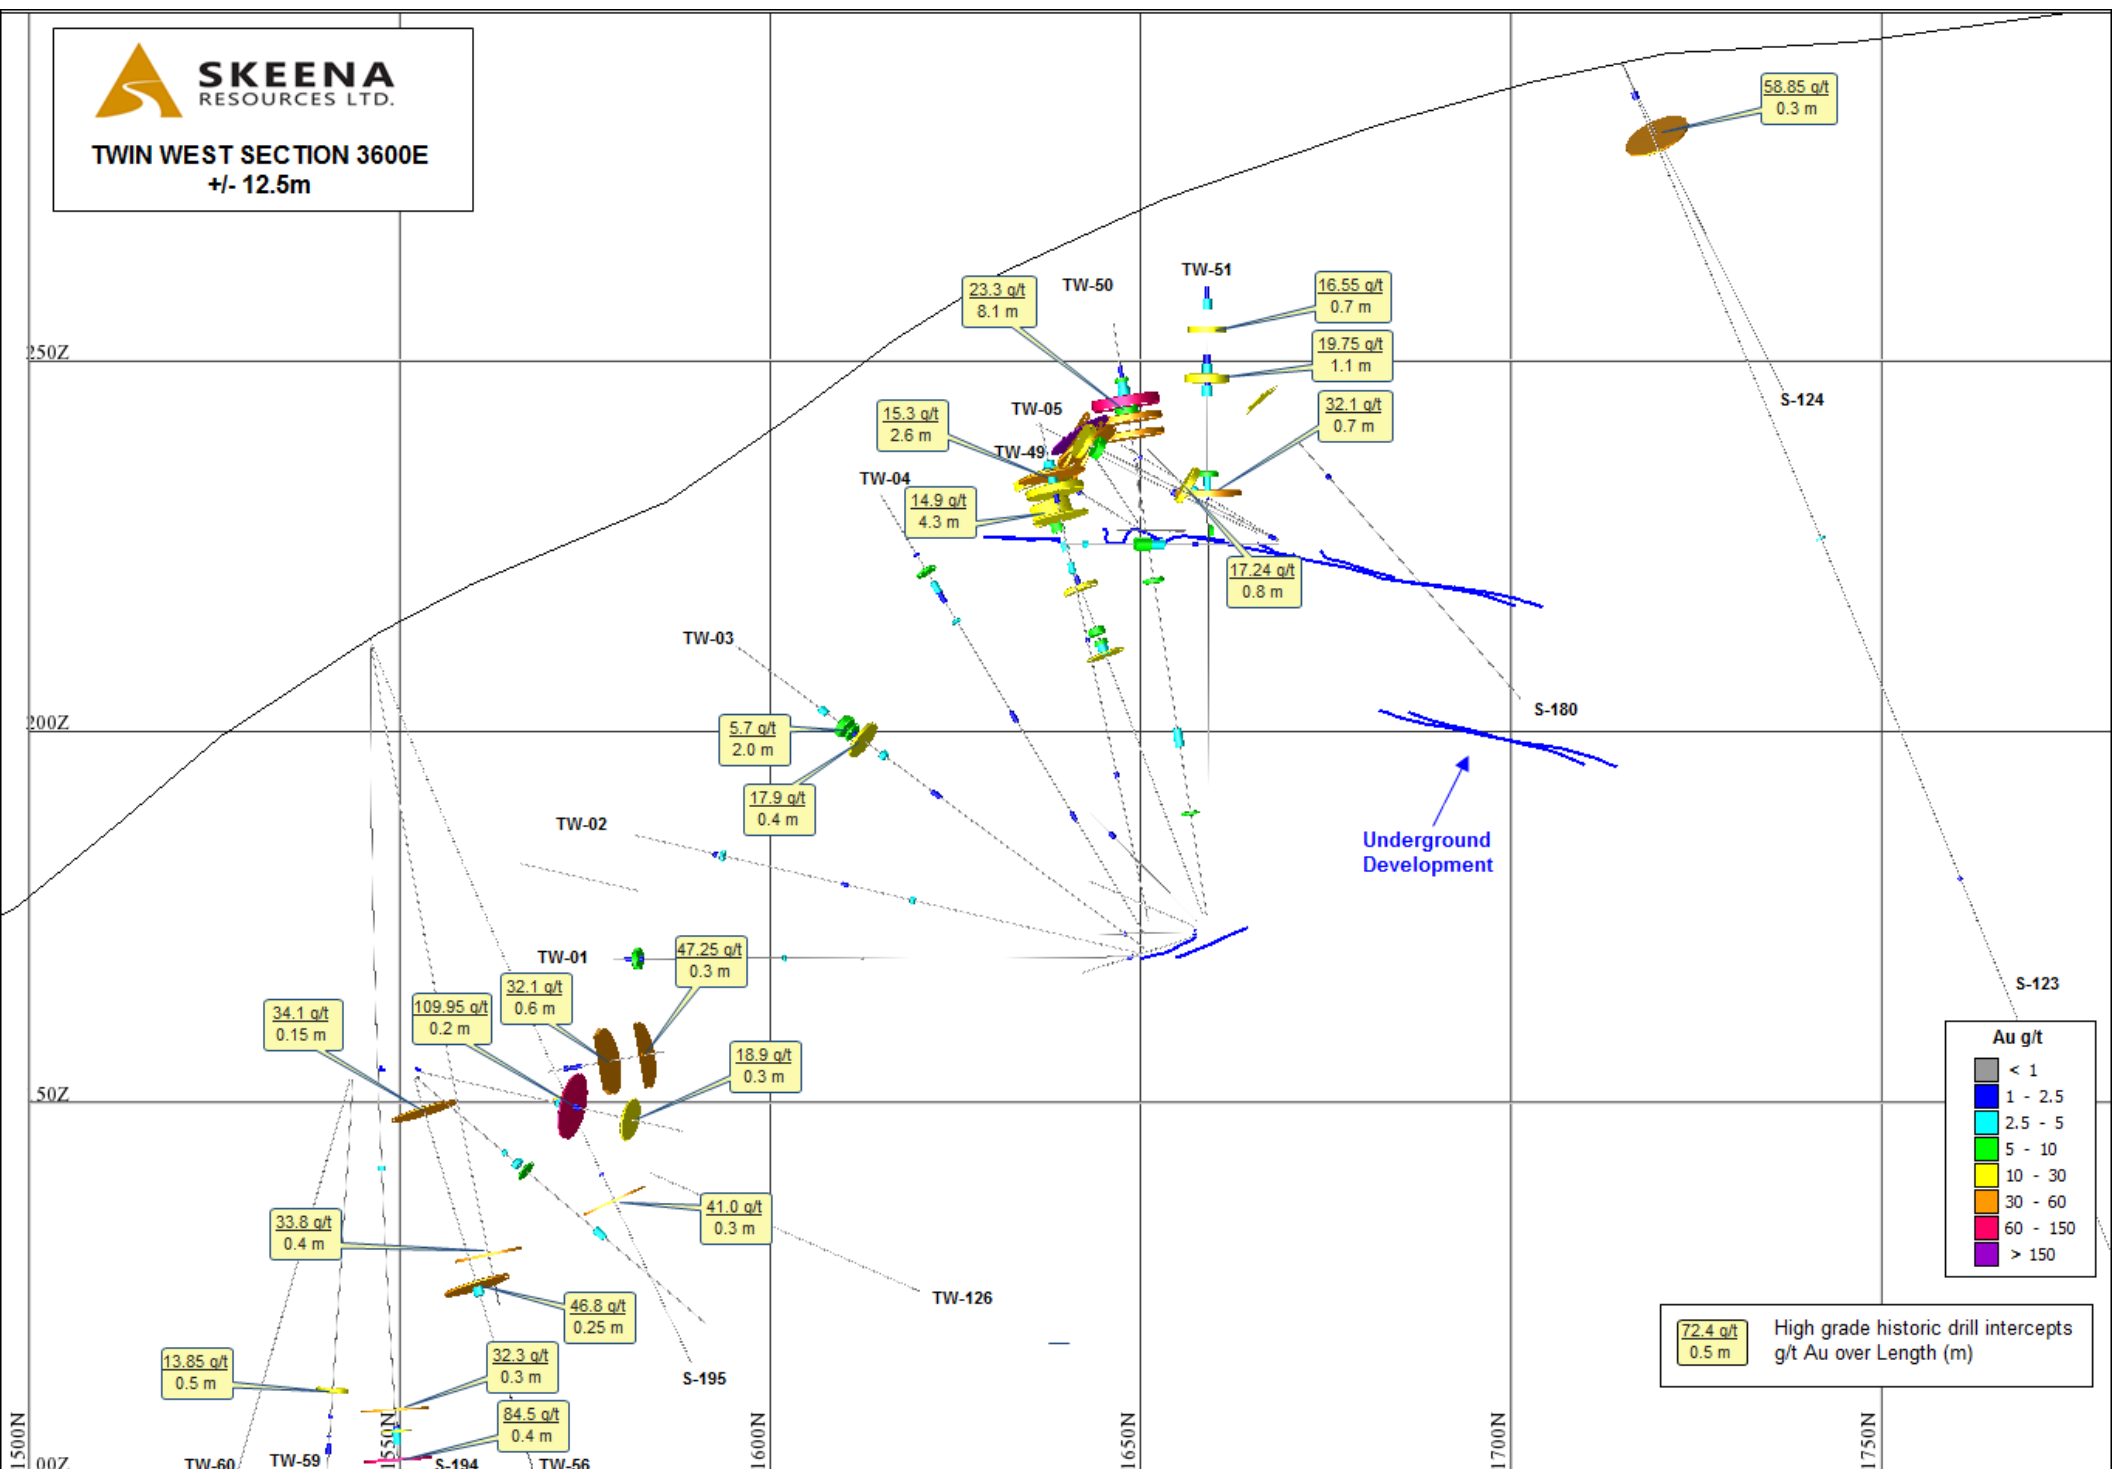 SKEENA
RESOURCES LTD.
TWIN WEST SECTION 3600E
+/- 12.5m
58.85 g/t
0.3 m
S-124
TW-51
TW-50
23.3 g/t
8.1 m
16.55 g/t
0.7 m
19.75 g/t
1.1 m
250Z
32.1 g/t
0.7 m
TW-05
15.3 g/t
2.6 m
TW-49
TW-04
14.9 g/t
4.3 m
17.24 g/t
0.8 m
TW-03
S-180
200Z
5.7 g/t
2.0 m
17.9 g/t
0.4 m
TW-02
Underground
Development
TW-01
47.25 g/t
0.3 m
32.1 g/t
0.6 m
109.95 g/t
0.2 m
34.1 g/t
0.15 m
18.9 g/t
0.3 m
50Z
S-123
Au g/t
< 1
1 - 2.5
2.5 - 5
5 - 10
10 - 30
30 - 60
60 - 150
> 150
41.0 g/t
0.3 m
33.8 g/t
0.4 m
46.8 g/t
0.25 m
TW-126
72.4 g/t
0.5 m
High grade historic drill intercepts
g/t Au over Length (m)
13.85 g/t
0.5 m
32.3 g/t
0.3 m
S-195
84.5 g/t
0.4 m
00Z
TW-60
TW-59
S-194
TW-56
1500N
1550N
1600N
1650N
1700N
1750N